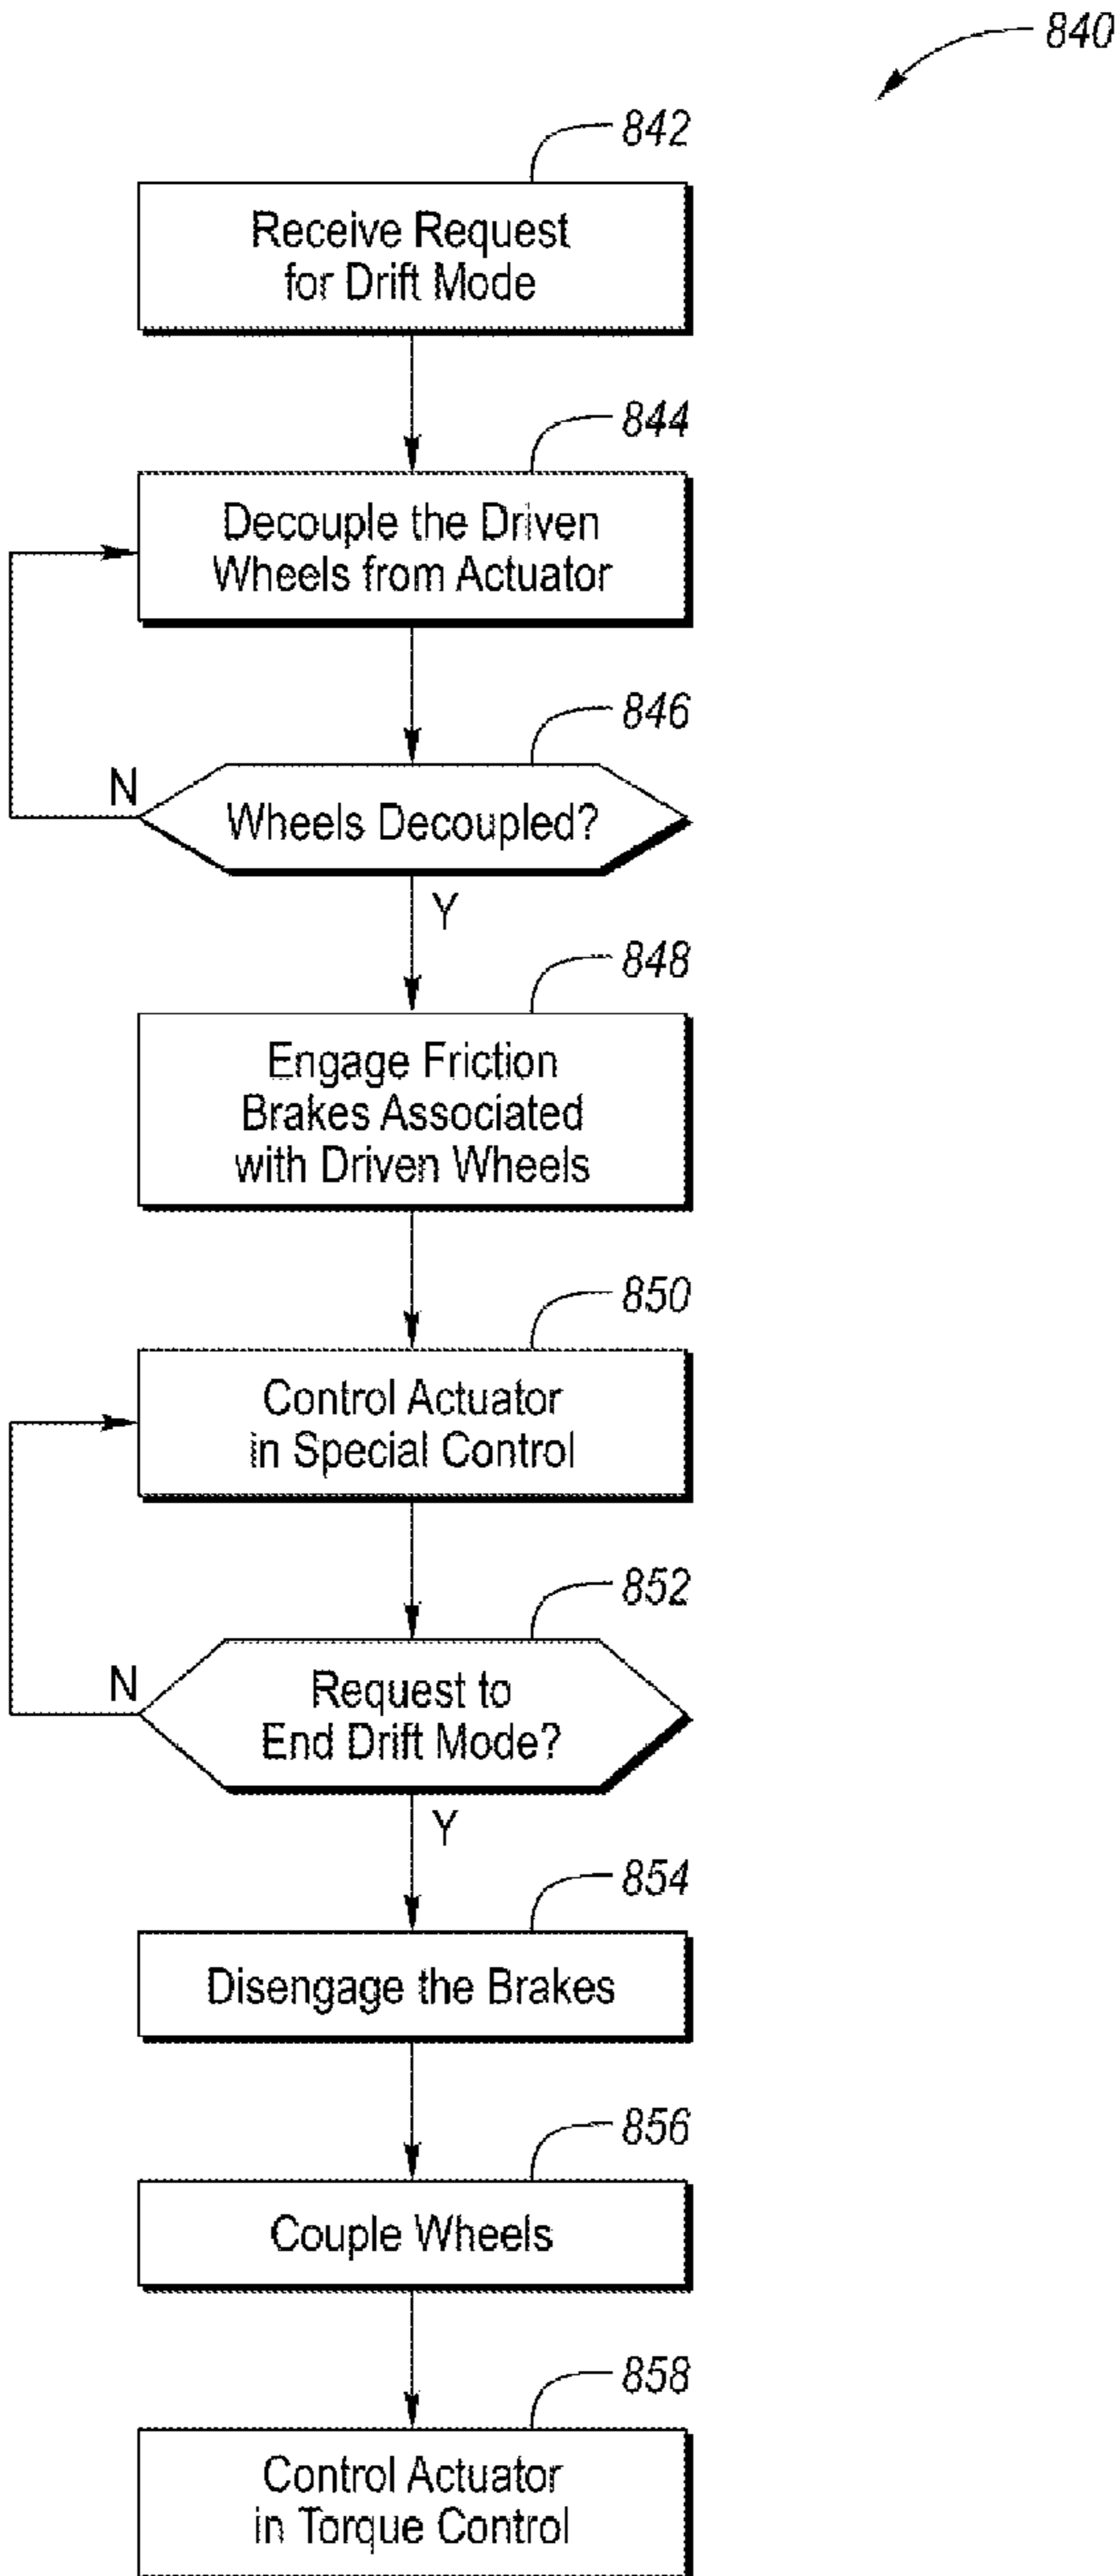 840
842
Receive Request
for Drift Mode
844
Decouple the Driven
Wheels from Actuator
846
N
Wheels Decoupled?
Y
848
Engage Friction
Brakes Associated
with Driven Wheels
850
Control Actuator
in Special Control
852
N
Request to
End Drift Mode?
Y
854
Disengage the Brakes
856
Couple Wheels
858
Control Actuator
in Torque Control